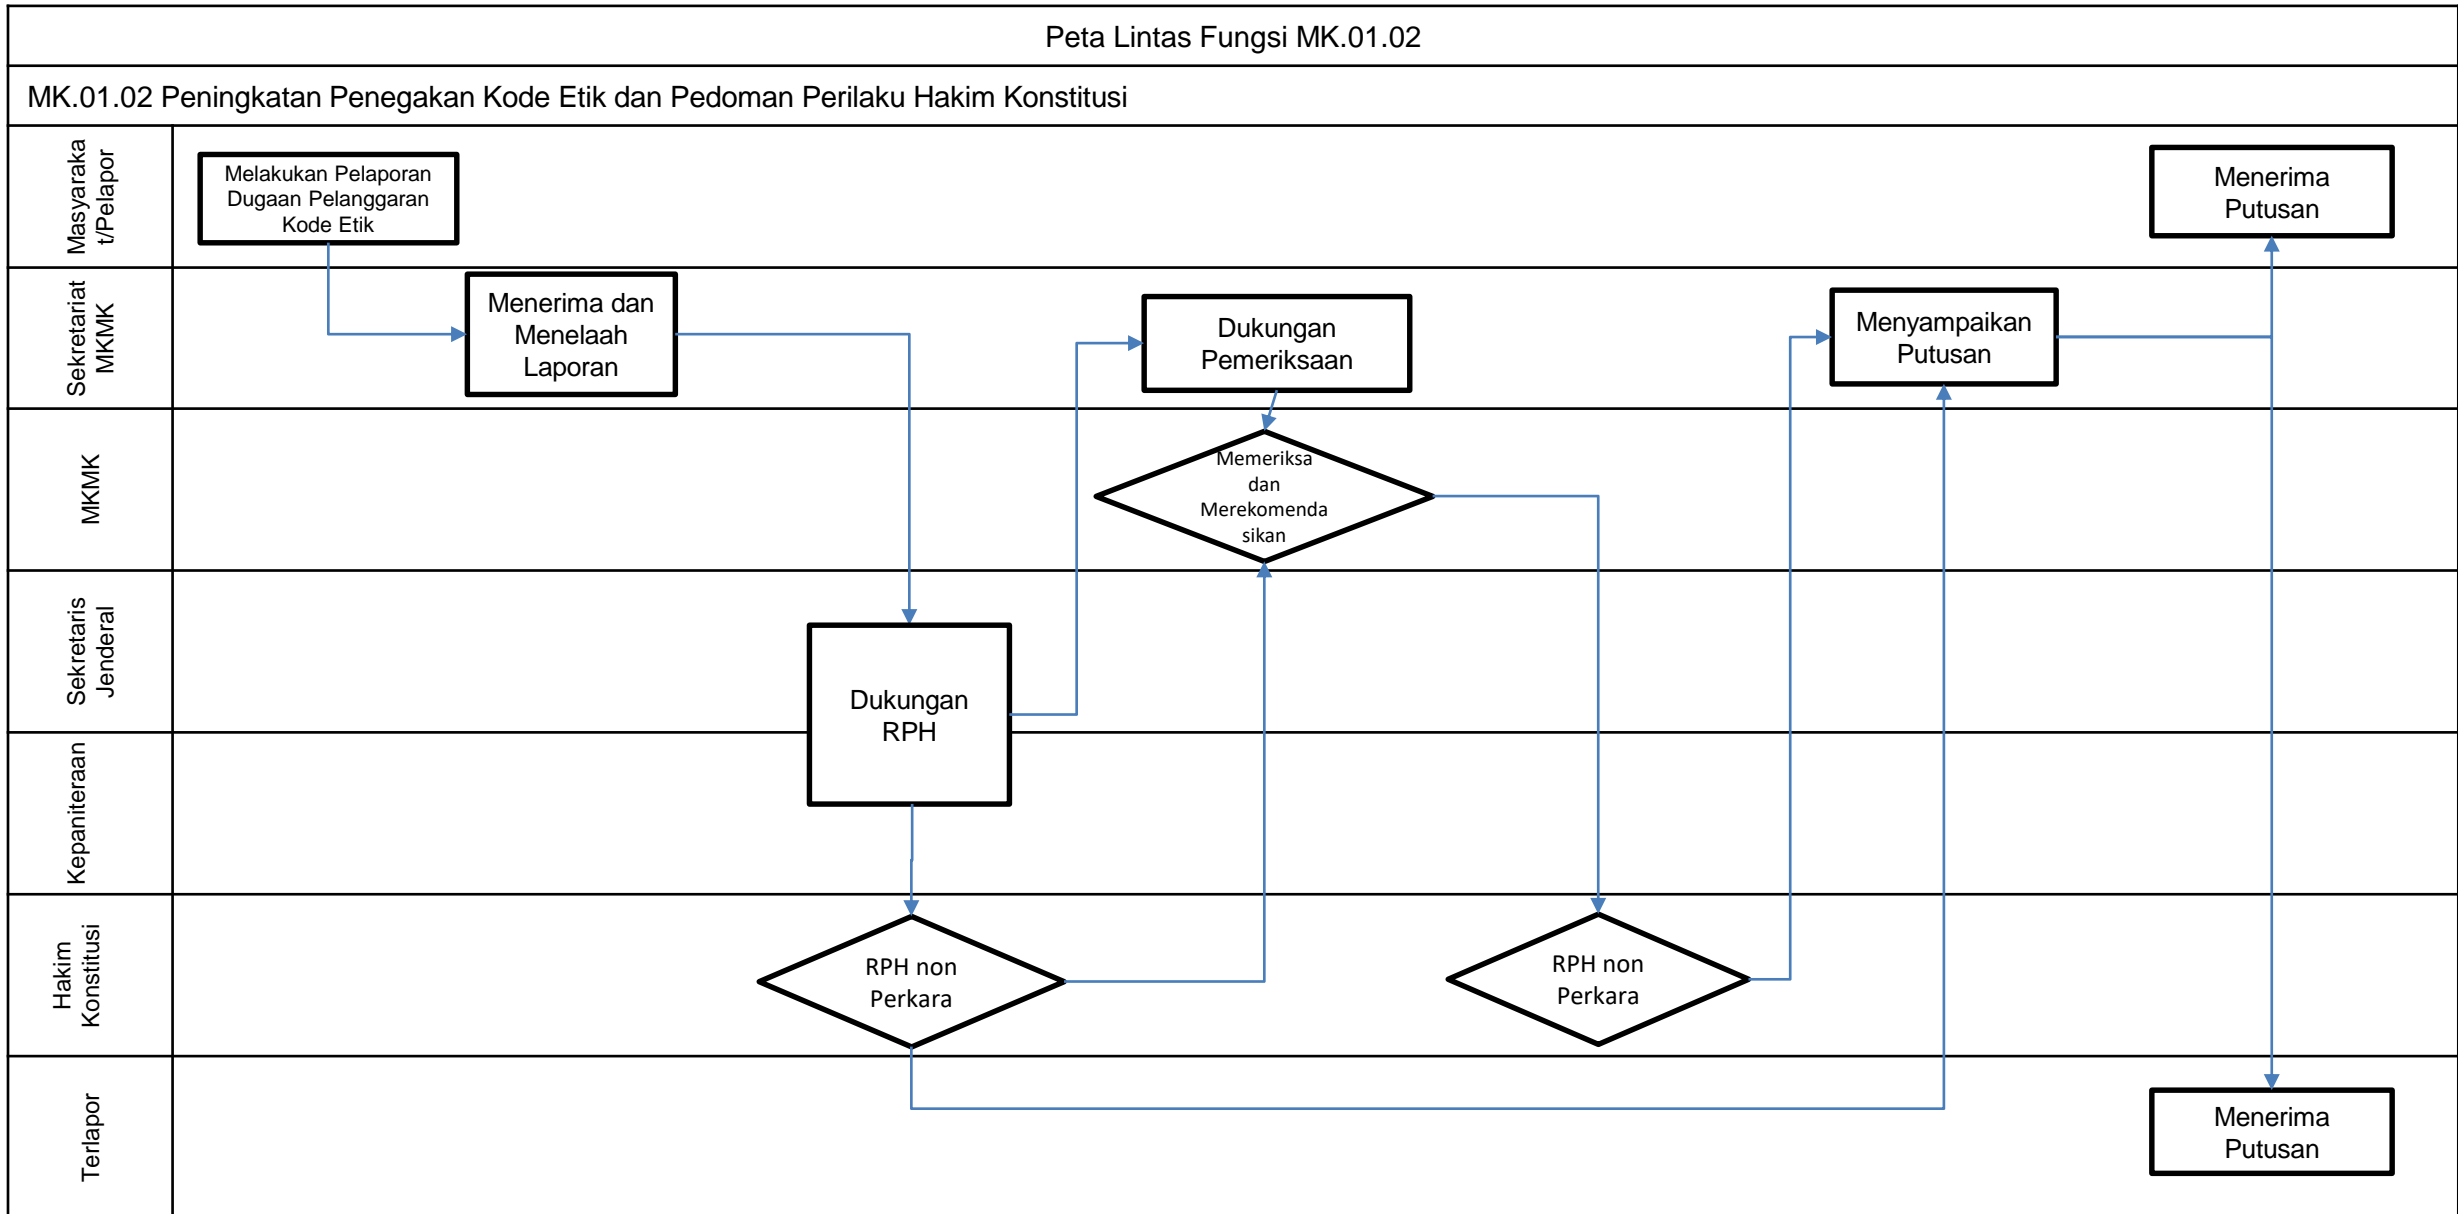 Peta Lintas Fungsi MK.01.02
MK.01.02 Peningkatan Penegakan Kode Etik dan Pedoman Perilaku Hakim Konstitusi
Masyaraka
t/Pelapor
Melakukan Pelaporan
Dugaan Pelanggaran
Kode Etik
Menerima
Putusan
Sekretariat
MKMK
Menerima dan
Menelaah
Laporan
Dukungan
Pemeriksaan
Menyampaikan
Putusan
MKMK
Memeriksa
dan
Merekomenda
sikan
Sekretaris
Jenderal
Dukungan
RPH
Kepaniteraan
Hakim
Konstitusi
RPH non
Perkara
RPH non
Perkara
Terlapor
Menerima
Putusan